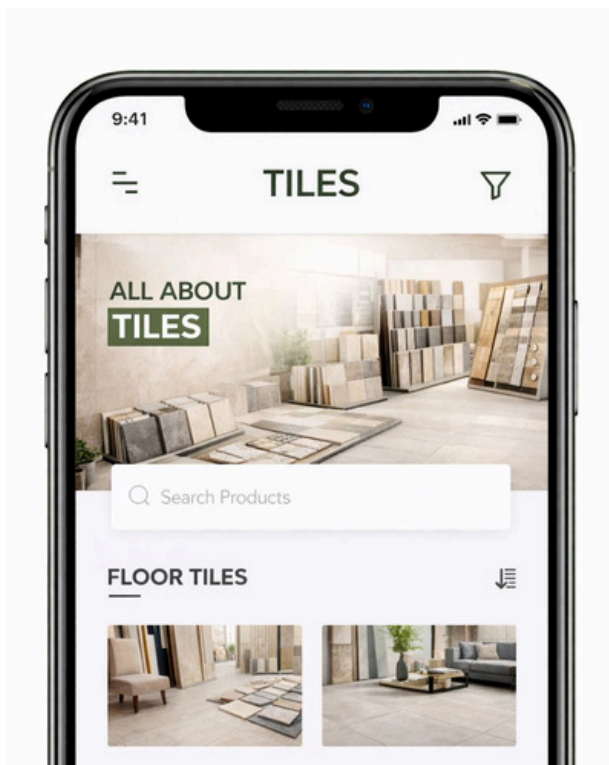 9:41
TILES
ALL ABOUT
TILES
Search Products
FLOOR TILES